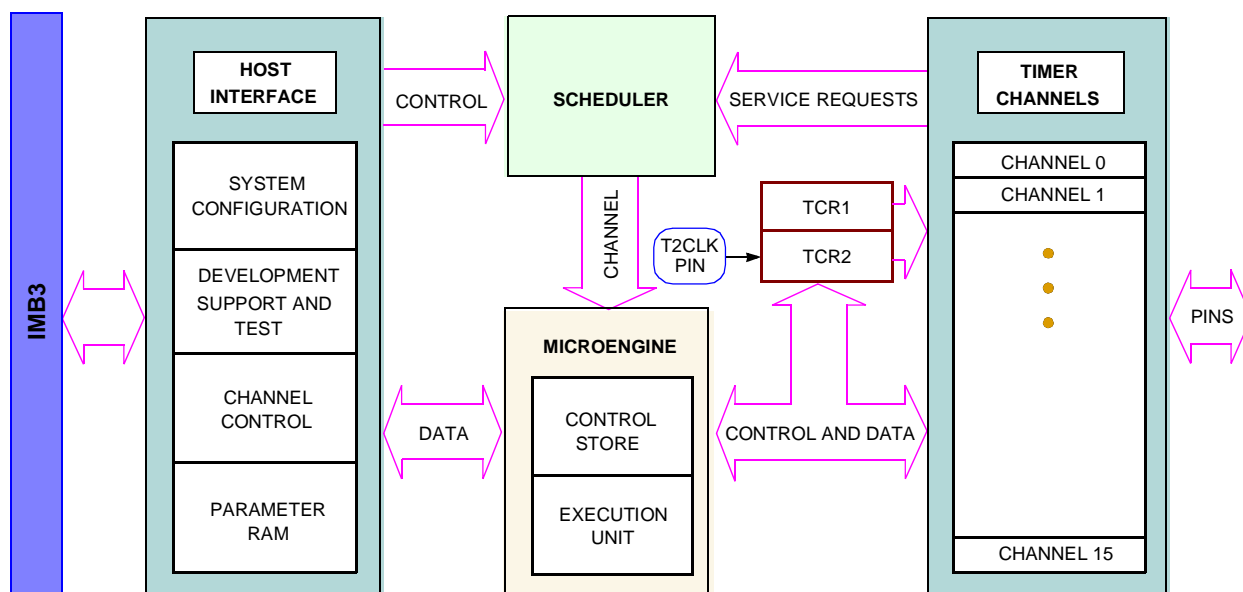 IMB3
HOST
INTERFACE
SYSTEM
CONFIGURATION
DEVELOPMENT
SUPPORT AND
TEST
CHANNEL
CONTROL
PARAMETER
RAM
CONTROL
DATA
SCHEDULER
CHANNEL
MICROENGINE
CONTROL
STORE
EXECUTION
UNIT
SERVICE REQUESTS
T2CLK
PIN
TCR1
TCR2
CONTROL AND DATA
TIMER
CHANNELS
CHANNEL 0
CHANNEL 1
CHANNEL 15
PINS